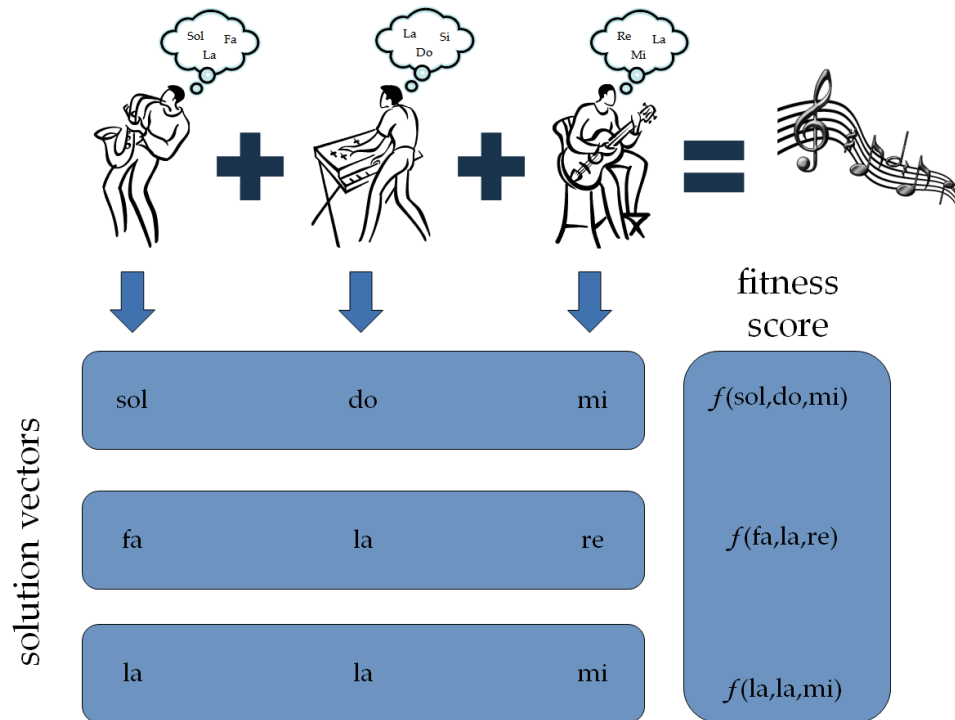 Sol Fa
La
La Si
Do
Re La
Mi
fitness
score
solution vectors
sol do mi f(sol,do,mi)
fa la re f(fa,la,re)
la la mi f(la,la,mi)